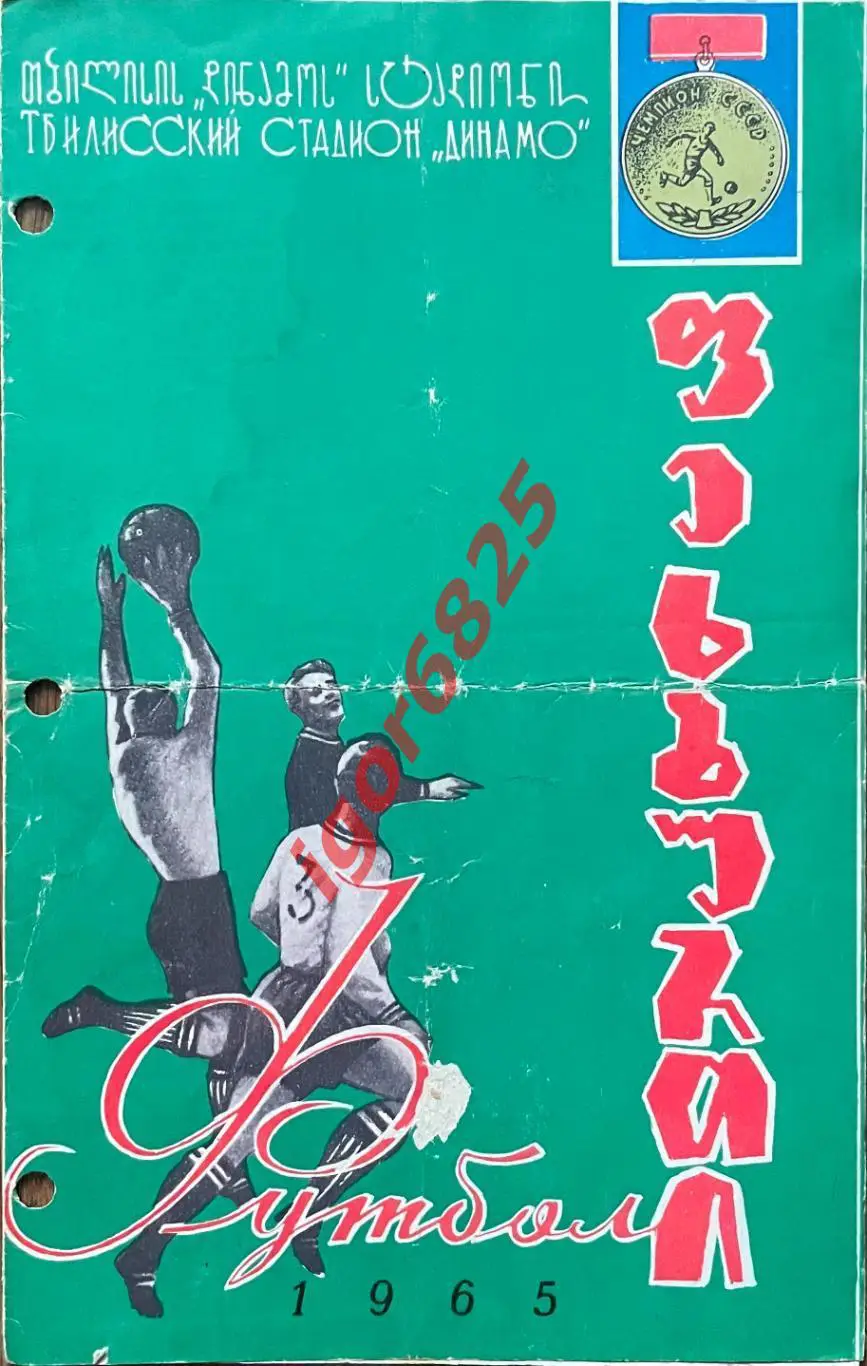 თბილისის „დინამოს" სტადიონი
ТБИЛИССКИЙ СТАДИОН „ДИНАМО"
ЧЕМПИОН СССР
ფეხბურთი
Футбол
1965
igor6825